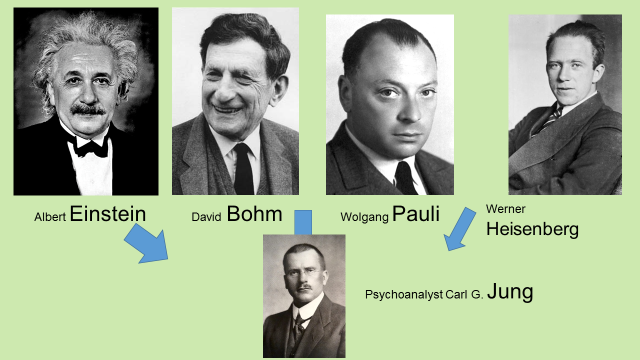 Albert Einstein
David Bohm
Wolgang Pauli
Werner
Heisenberg
Psychoanalyst Carl G. Jung